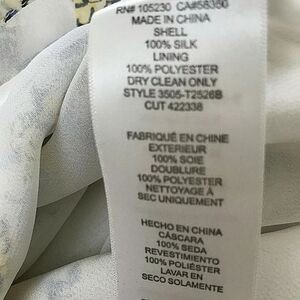 RN# 105230 CA#56350
MADE IN CHINA
SHELL
100% SILK
LINING
100% POLYESTER
DRY CLEAN ONLY
STYLE 3505-T2526B
CUT 422338
FABRIQUÉ EN CHINE
EXTERIEUR
100% SOIE
DOUBLURE
100% POLYESTER
NETTOYAGE À
SEC UNIQUEMENT
HECHO EN CHINA
CÁSCARA
100% SEDA
REVESTIMIENTO
100% POLIÉSTER
LAVAR EN
SECO SOLAMENTE